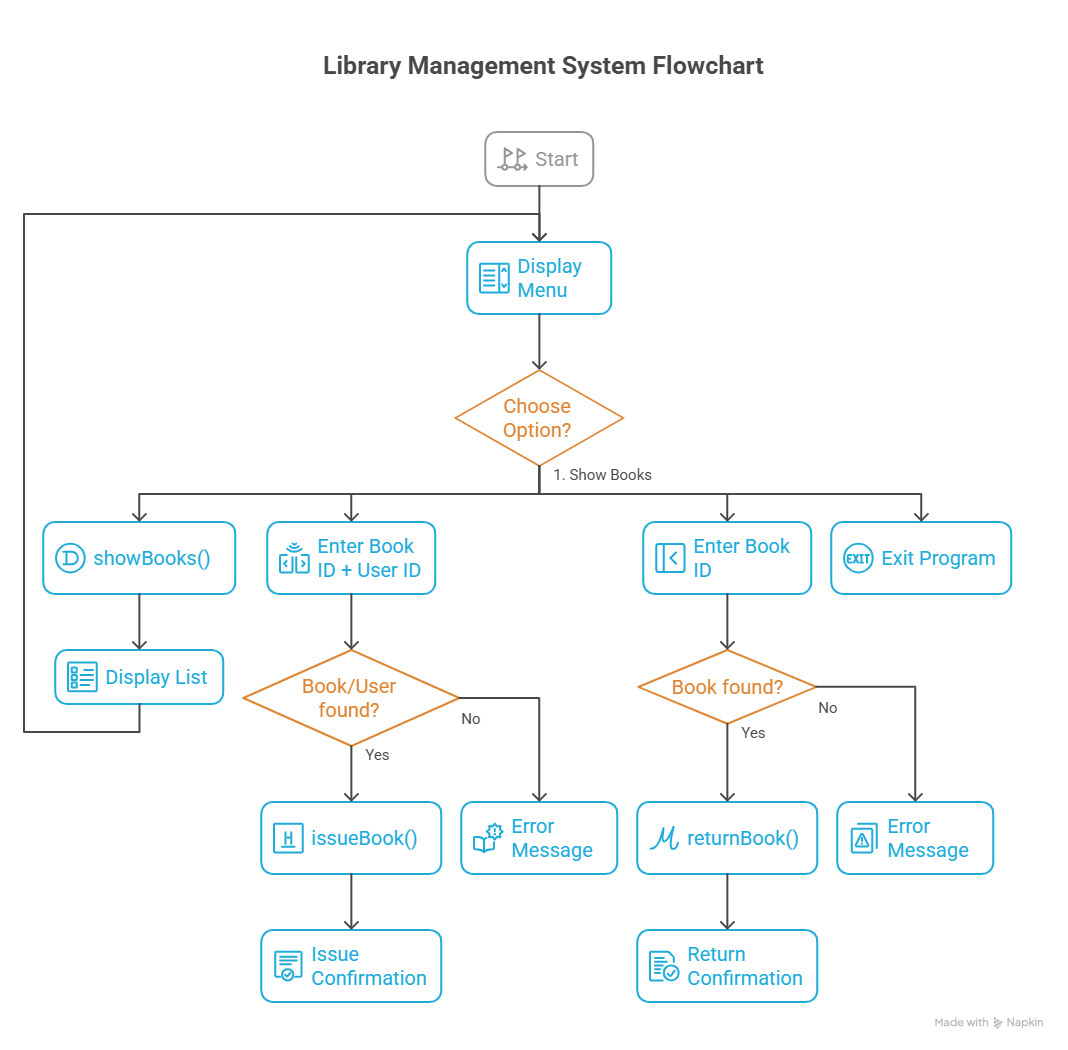 Library Management System Flowchart
Start
Display
Menu
Choose
Option?
1. Show Books
showBooks()
Enter Book
ID + User ID
Enter Book
ID
EXIT
Exit Program
Display List
Book/User
found?
No
Yes
Book found?
No
Yes
issueBook()
Error
Message
returnBook()
Error
Message
Issue
Confirmation
Return
Confirmation
Made with Napkin